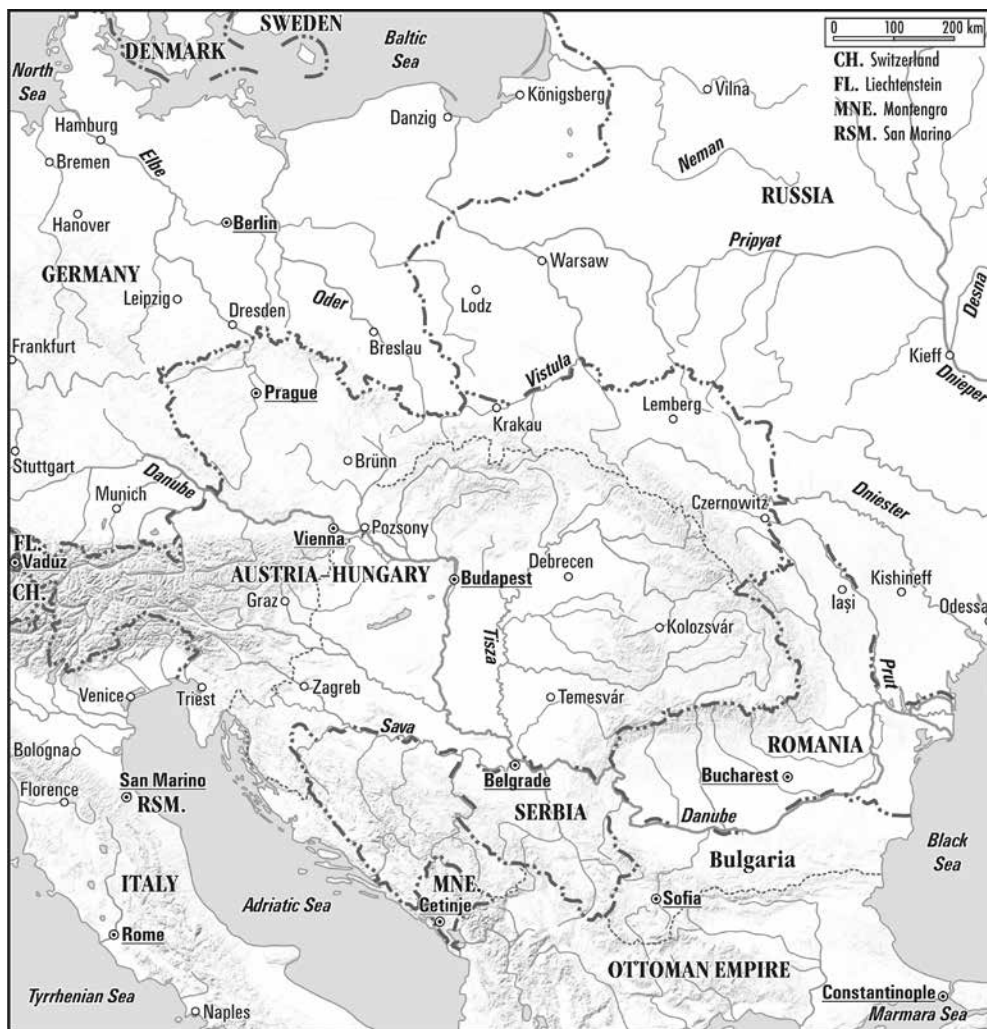 SWEDEN
DENMARK
Baltic
Sea
North
Sea
0 100 200 km
CH. Switzerland
FL. Liechtenstein
MNE. Montengro
RSM. San Marino
Königsberg
Vilna
Danzig
Hamburg
Bremen
Elbe
Neman
RUSSIA
Hanover
Berlin
Pripyat
Warsaw
GERMANY
Leipzig
Oder
Lodz
Desna
Dresden
Breslau
Frankfurt
Kieff
Dnieper
Vistula
Prague
Krakau
Lemberg
Stuttgart
Brünn
Danube
Munich
Dniester
Czernowitz
Vienna
Pozsony
FL.
Vadúz
AUSTRIA–HUNGARY
Debrecen
Budapest
Kishineff
CH.
Graz
Iași
Odessa
Kolozsvár
Tisza
Prut
Venice
Triest
Zagreb
Temesvár
Sava
Bologna
ROMANIA
San Marino
RSM.
Belgrade
Bucharest
Florence
SERBIA
Danube
Black
Sea
Bulgaria
ITALY
MNE.
Cetinje
Adriatic Sea
Sofia
Rome
OTTOMAN EMPIRE
Tyrrhenian Sea
Constantinople
Naples
Marmara Sea